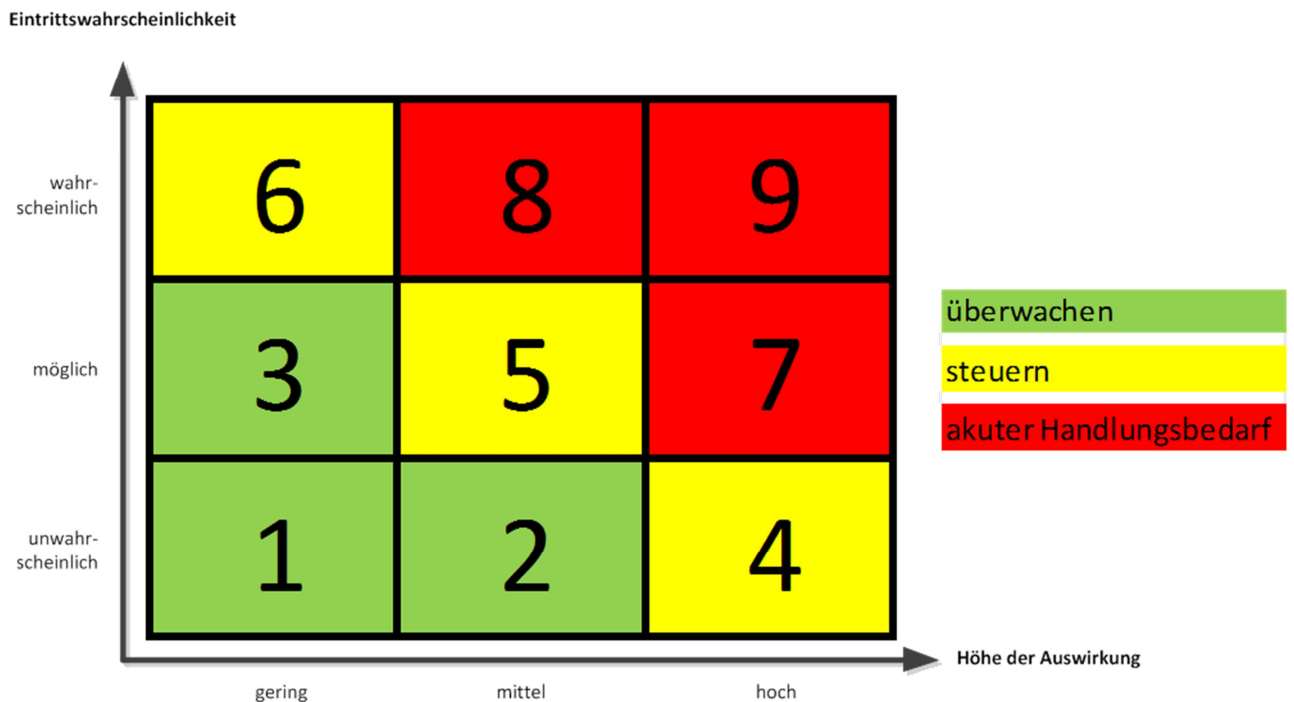 Eintrittswahrscheinlichkeit
wahr-
scheinlich
6 8 9
möglich
3 5 7
unwahr-
scheinlich
1 2 4
gering mittel hoch
Höhe der Auswirkung
überwachen
steuern
akuter Handlungsbedarf